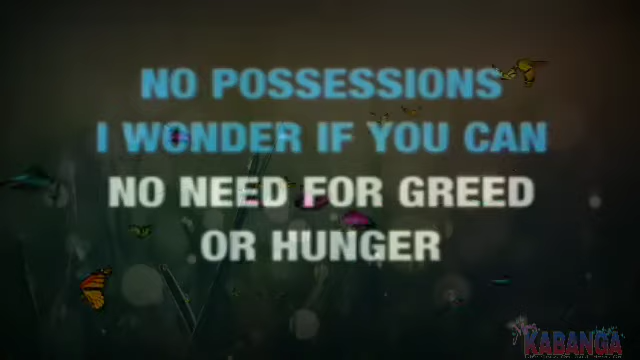 NO POSSESSIONS
I WONDER IF YOU CAN
NO NEED FOR GREED
OR HUNGER
KABANGA